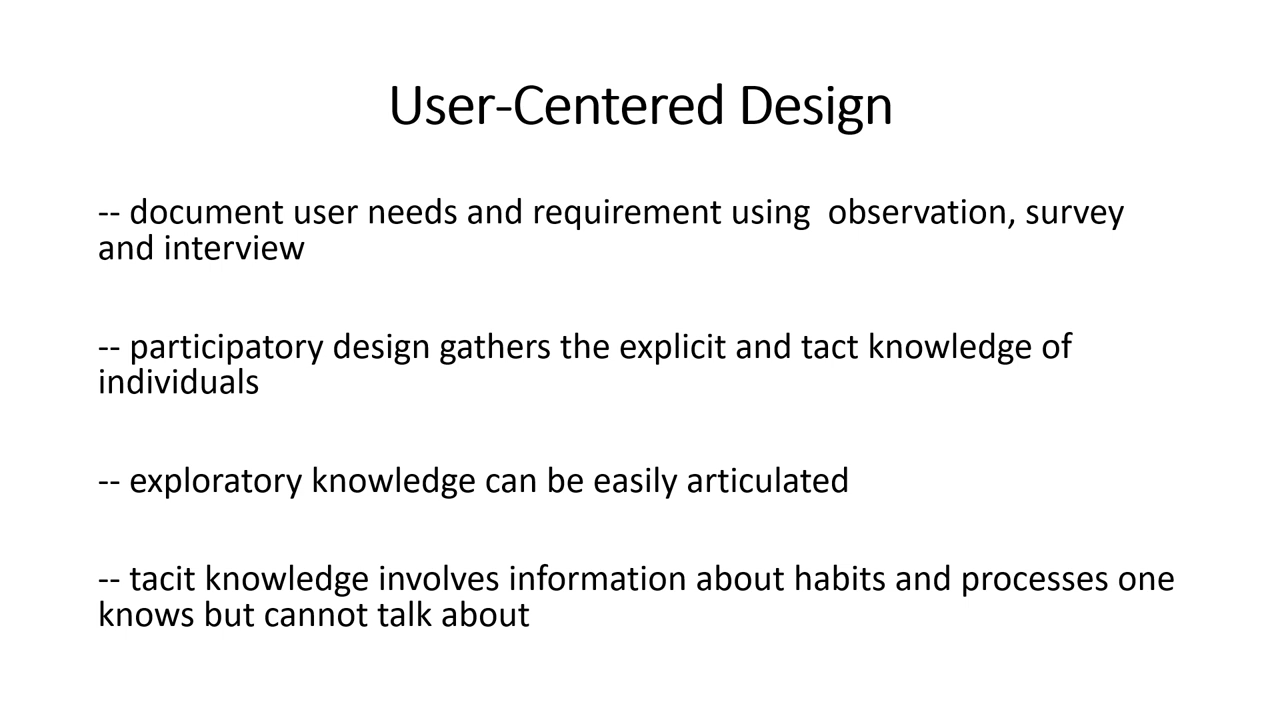 User-Centered Design
-- document user needs and requirement using  observation, survey
and interview
-- participatory design gathers the explicit and tact knowledge of
individuals
-- exploratory knowledge can be easily articulated
-- tacit knowledge involves information about habits and processes one
knows but cannot talk about